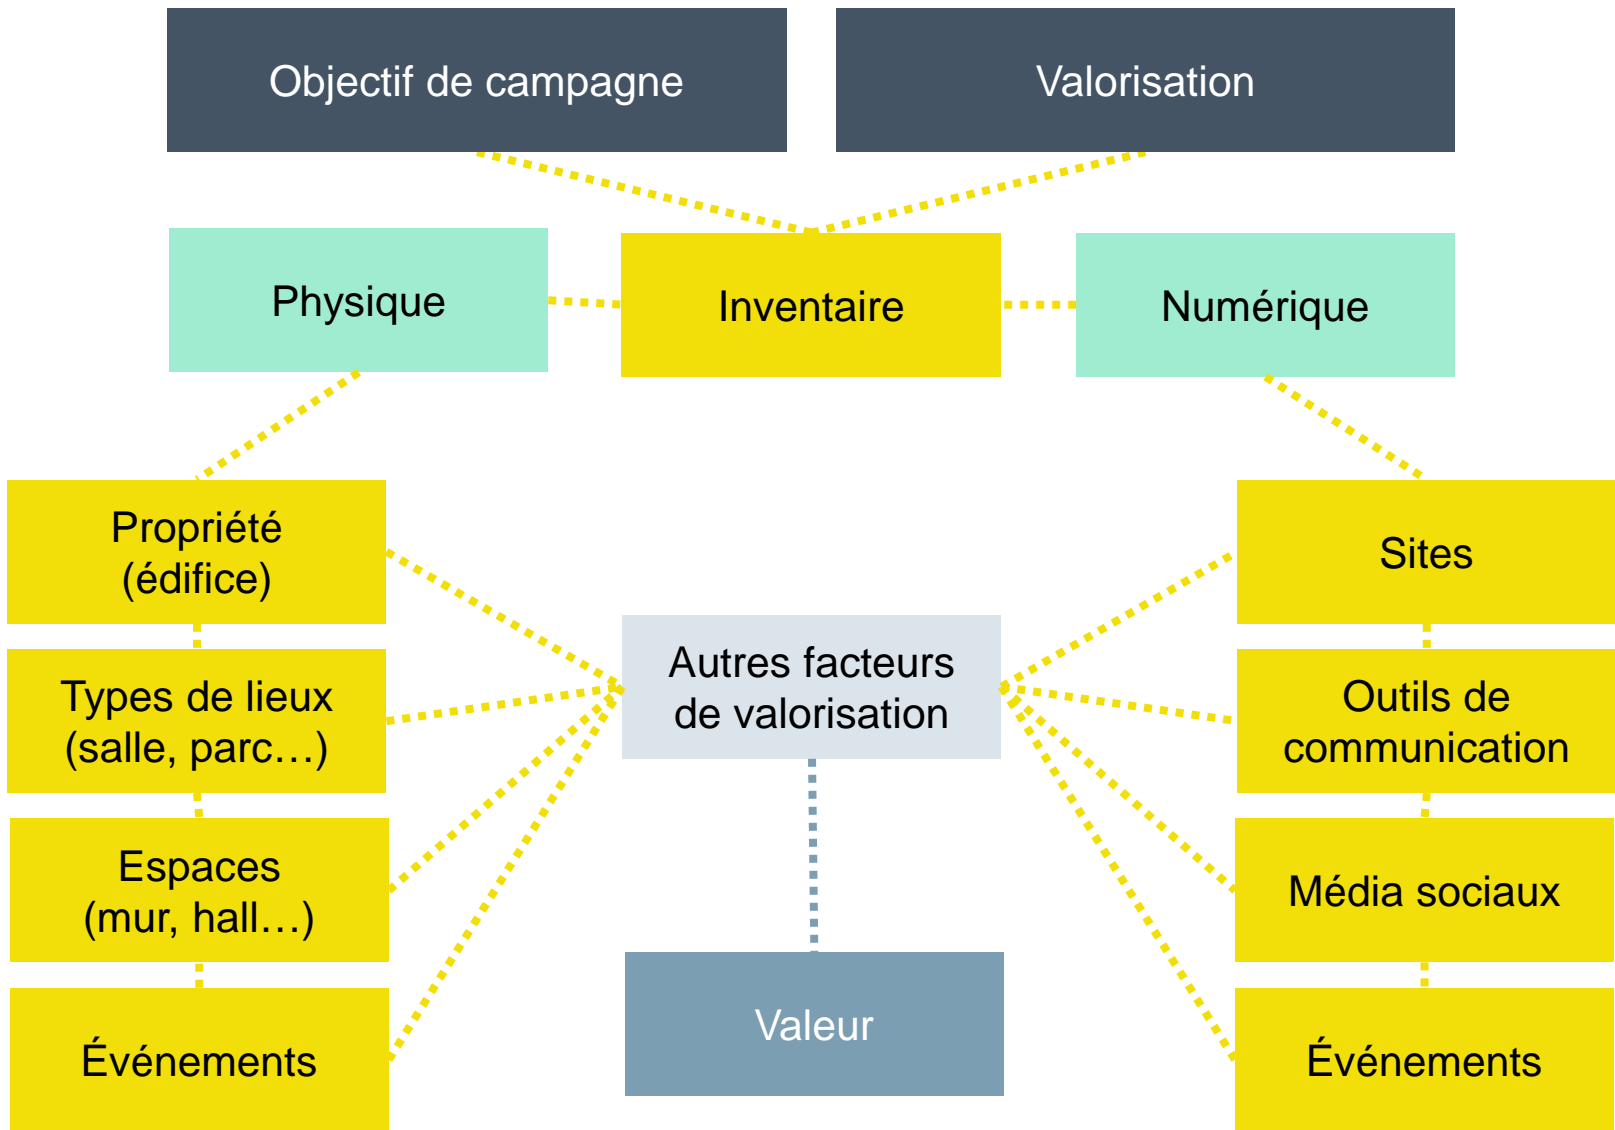 Objectif de campagne
Valorisation
Physique
Inventaire
Numérique
Propriété
(édifice)
Types de lieux
(salle, parc…)
Espaces
(mur, hall…)
Événements
Autres facteurs
de valorisation
Valeur
Sites
Outils de
communication
Média sociaux
Événements